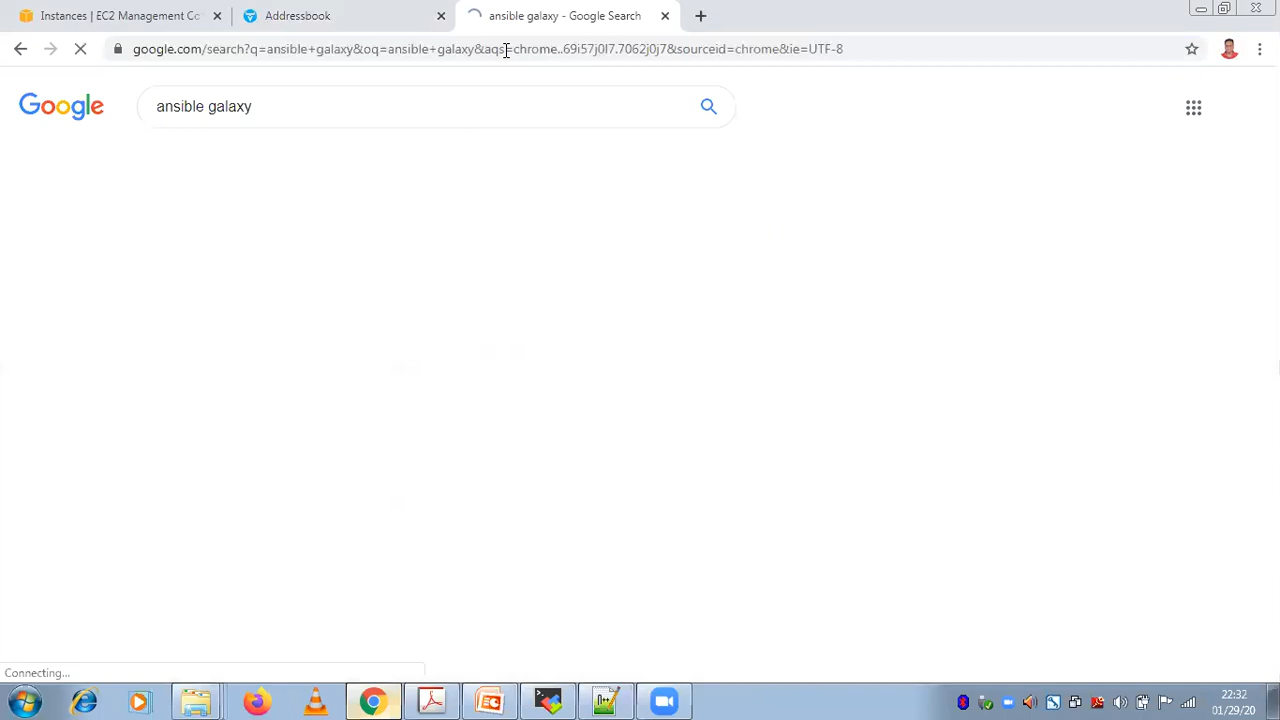 Instances | EC2 Management Co
Addressbook
ansible galaxy - Google Search
google.com/search?q=ansible+galaxy&oq=ansible+galaxy&aqs=chrome..69i57j0l7.7062j0j7&sourceid=chrome&ie=UTF-8
Google
ansible galaxy
Connecting...
22:32
01/29/20